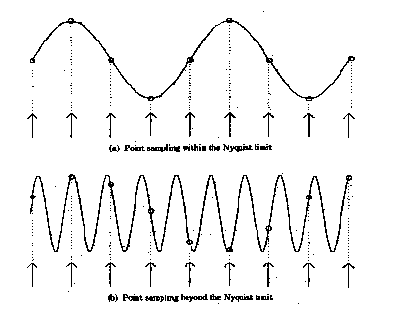 (a) Point sampling within the Nyquist limit
(b) Point sampling beyond the Nyquist limit